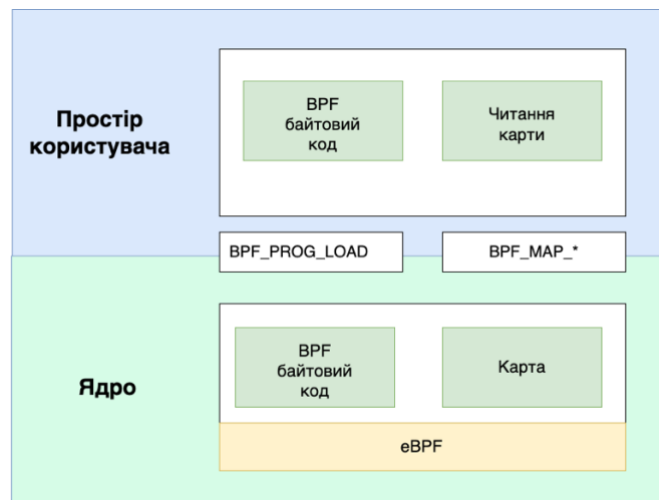 Простір
користувача
BPF
байтовий
код
Читання
карти
BPF_PROG_LOAD
BPF_MAP_*
Ядро
BPF
байтовий
код
Карта
eBPF